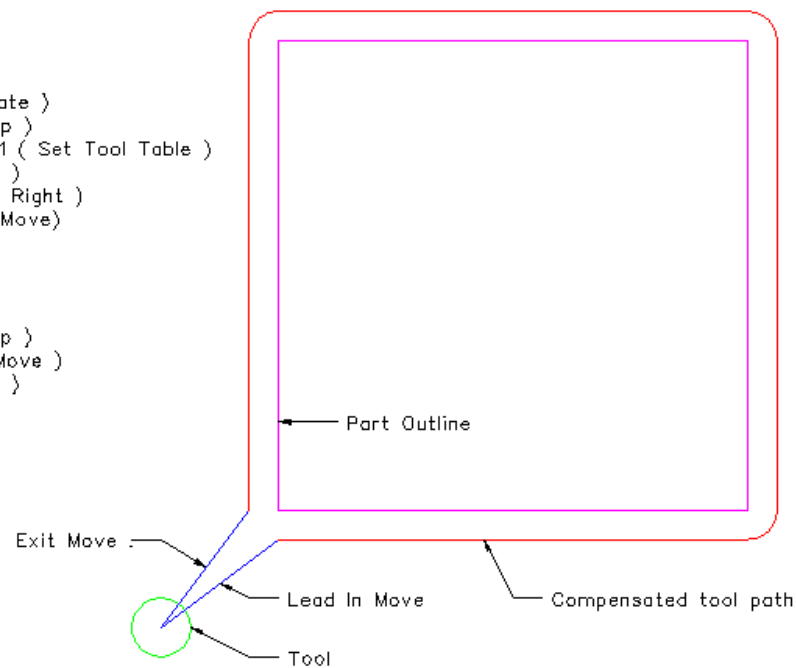 ate )
p )
1 ( Set Tool Table )
)
Right )
Move)
p )
Move )
)
Part Outline
Exit Move
Lead In Move
Compensated tool path
Tool